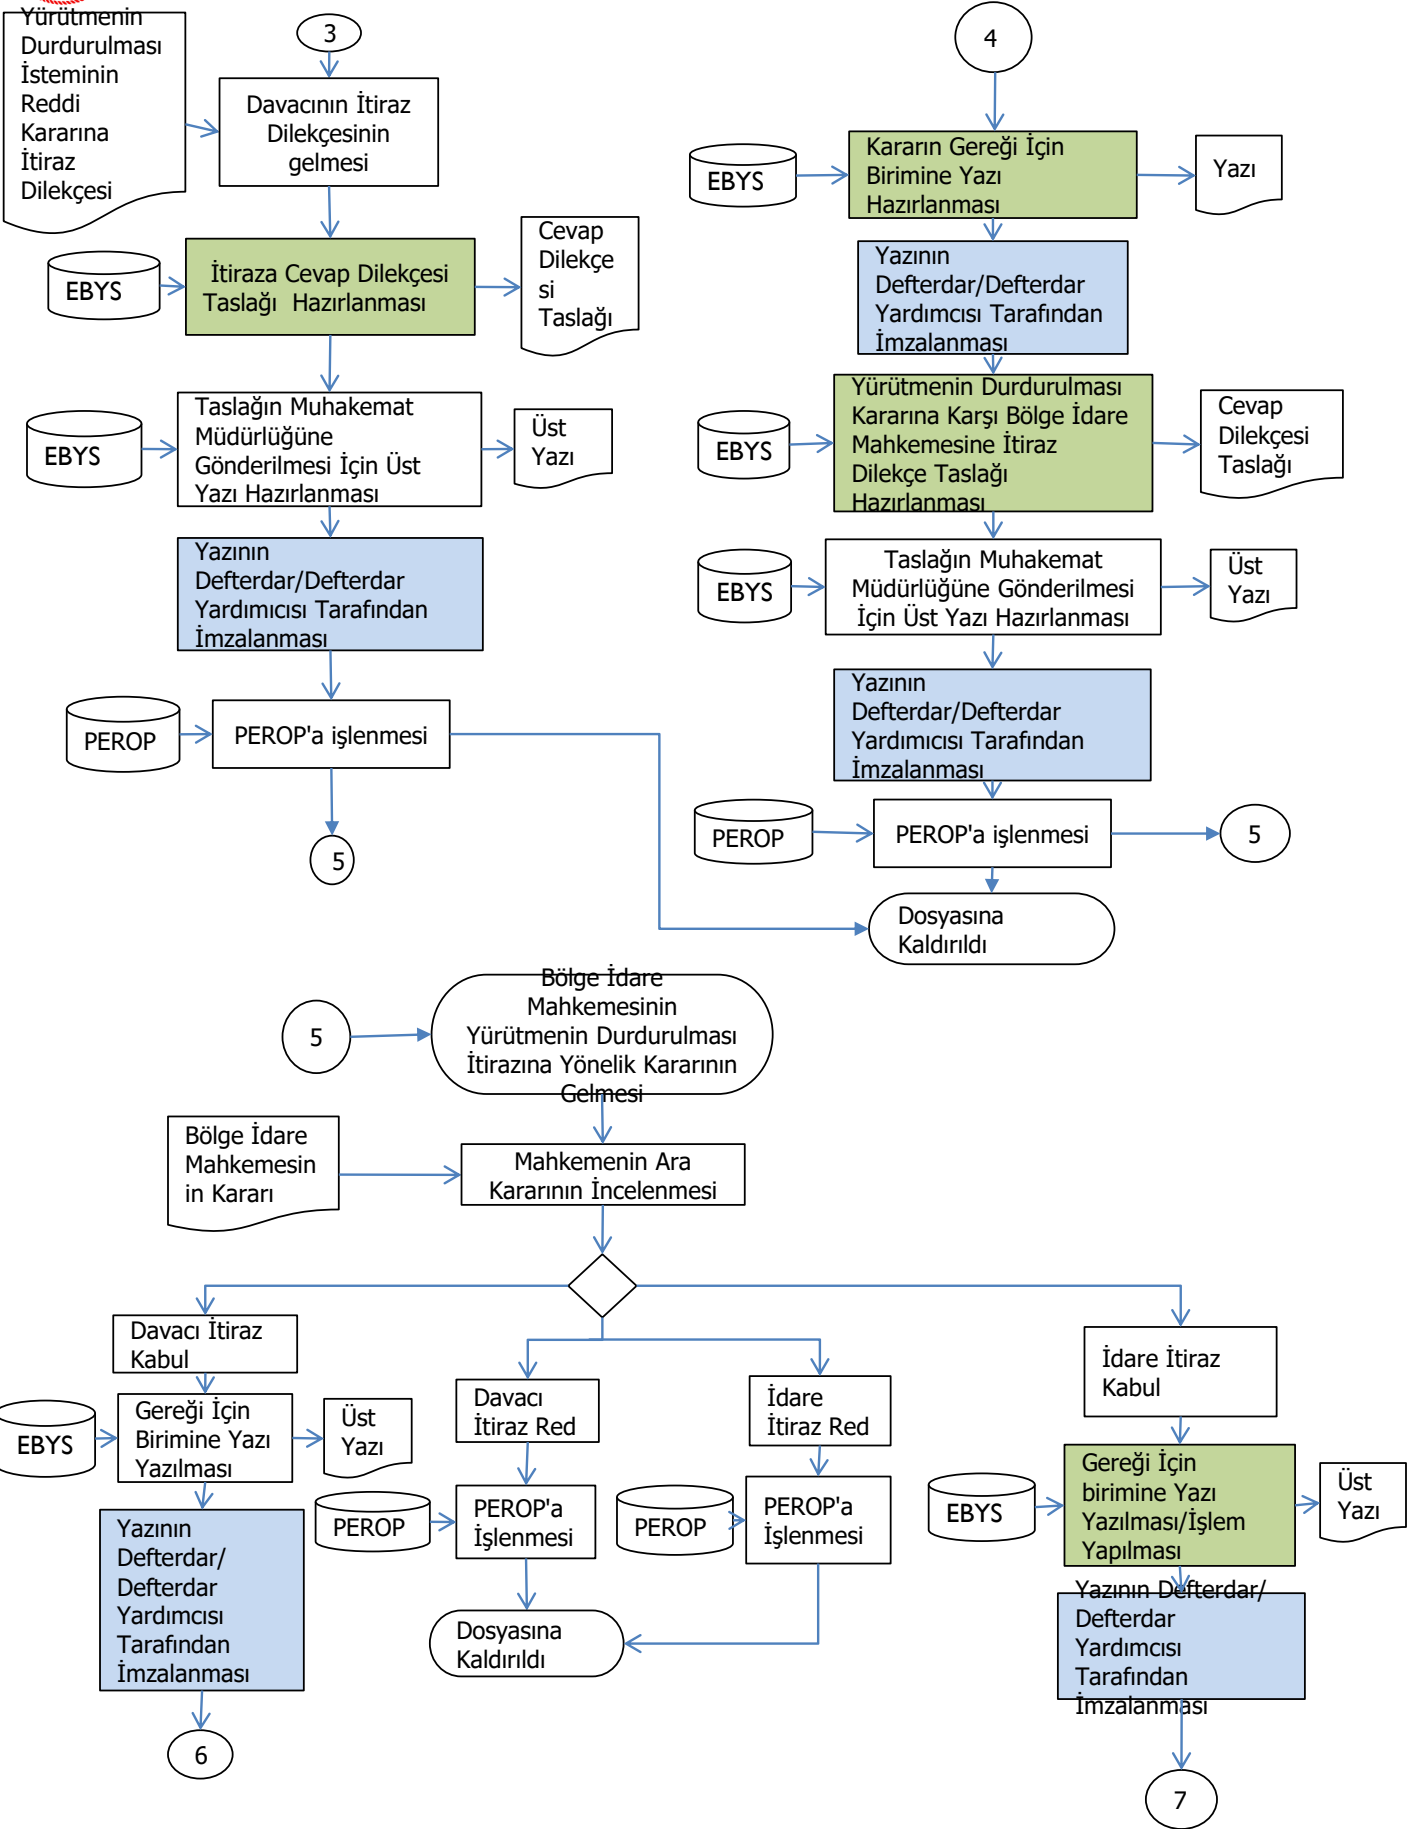 Yürütmenin
Durdurulması
İsteminin
Reddi
Kararına
İtiraz
Dilekçesi
3
Davacının İtiraz
Dilekçesinin
gelmesi
EBYS
İtiraza Cevap Dilekçesi
Taslağı Hazırlanması
Cevap
Dilekçe
si
Taslağı
EBYS
Taslağın Muhakemat
Müdürlüğüne
Gönderilmesi İçin Üst
Yazı Hazırlanması
Üst
Yazı
Yazının
Defterdar/Defterdar
Yardımıcısı Tarafından
İmzalanması
PEROP
PEROP'a işlenmesi
5
4
EBYS
Kararın Gereği İçin
Birimine Yazı
Hazırlanması
Yazı
Yazının
Defterdar/Defterdar
Yardımcısı Tarafından
İmzalanması
EBYS
Yürütmenin Durdurulması
Kararına Karşı Bölge İdare
Mahkemesine İtiraz
Dilekçe Taslağı
Hazırlanması
Cevap
Dilekçesi
Taslağı
EBYS
Taslağın Muhakemat
Müdürlüğüne Gönderilmesi
İçin Üst Yazı Hazırlanması
Üst
Yazı
Yazının
Defterdar/Defterdar
Yardımıcısı Tarafından
İmzalanması
PEROP
PEROP'a işlenmesi
5
Dosyasına
Kaldırıldı
5
Bölge İdare
Mahkemesinin
Yürütmenin Durdurulması
İtirazına Yönelik Kararının
Gelmesi
Bölge İdare
Mahkemesin
in Kararı
Mahkemenin Ara
Kararının İncelenmesi
Davacı İtiraz
Kabul
EBYS
Gereği İçin
Birimine Yazı
Yazılması
Üst
Yazı
Yazının
Defterdar/
Defterdar
Yardımcısı
Tarafından
İmzalanması
6
Davacı
İtiraz Red
PEROP
PEROP'a
İşlenmesi
Dosyasına
Kaldırıldı
İdare
İtiraz Red
PEROP
PEROP'a
İşlenmesi
İdare İtiraz
Kabul
EBYS
Gereği İçin
birimine Yazı
Yazılması/İşlem
Yapılması
Üst
Yazı
Yazının Defterdar/
Defterdar
Yardımcısı
Tarafından
İmzalanması
7